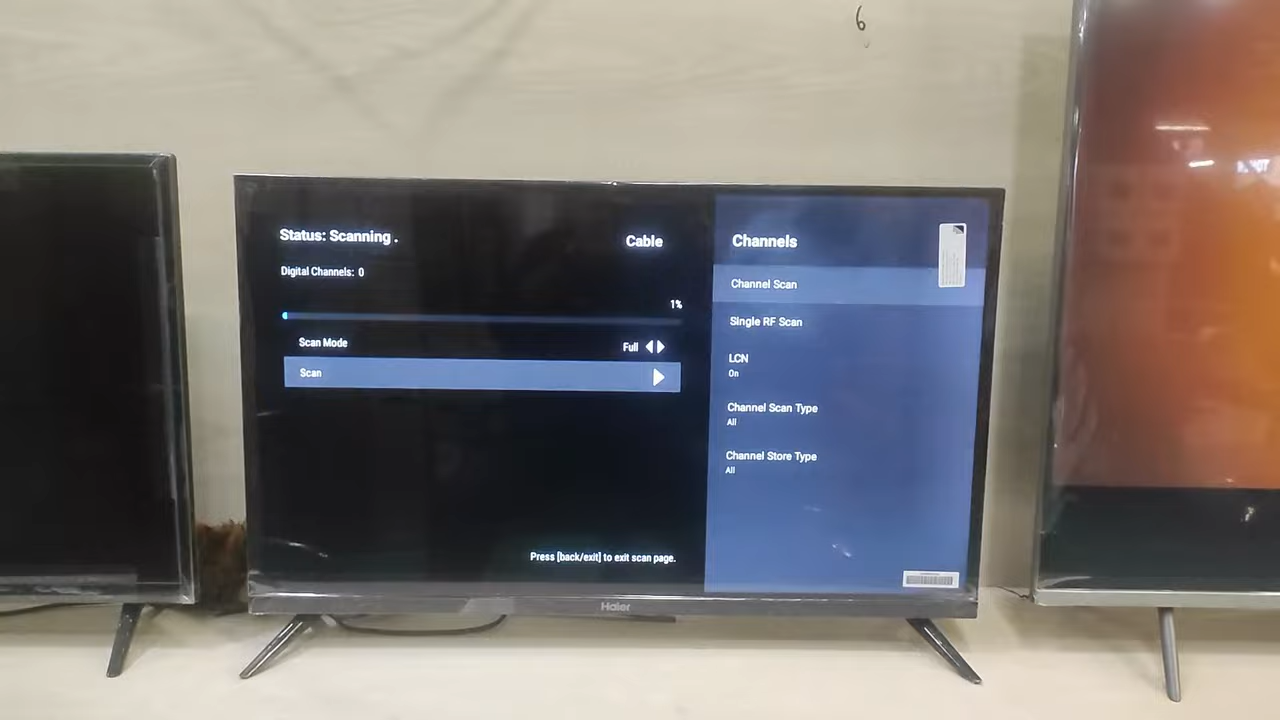 6
Status: Scanning .
Cable
Digital Channels: 0
1%
Scan Mode
Full
Scan
Press [back/exit] to exit scan page.
Channels
Channel Scan
Single RF Scan
LCN
On
Channel Scan Type
All
Channel Store Type
All
Haier